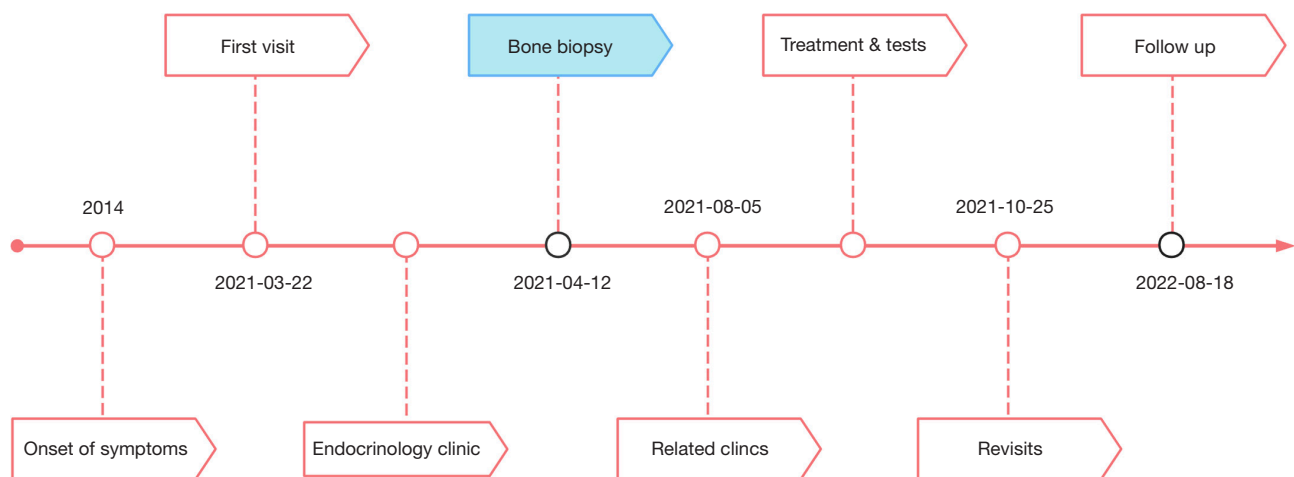 First visit
Bone biopsy
Treatment & tests
Follow up
2014
2021-08-05
2021-10-25
2021-03-22
2021-04-12
2022-08-18
Onset of symptoms
Endocrinology clinic
Related clincs
Revisits